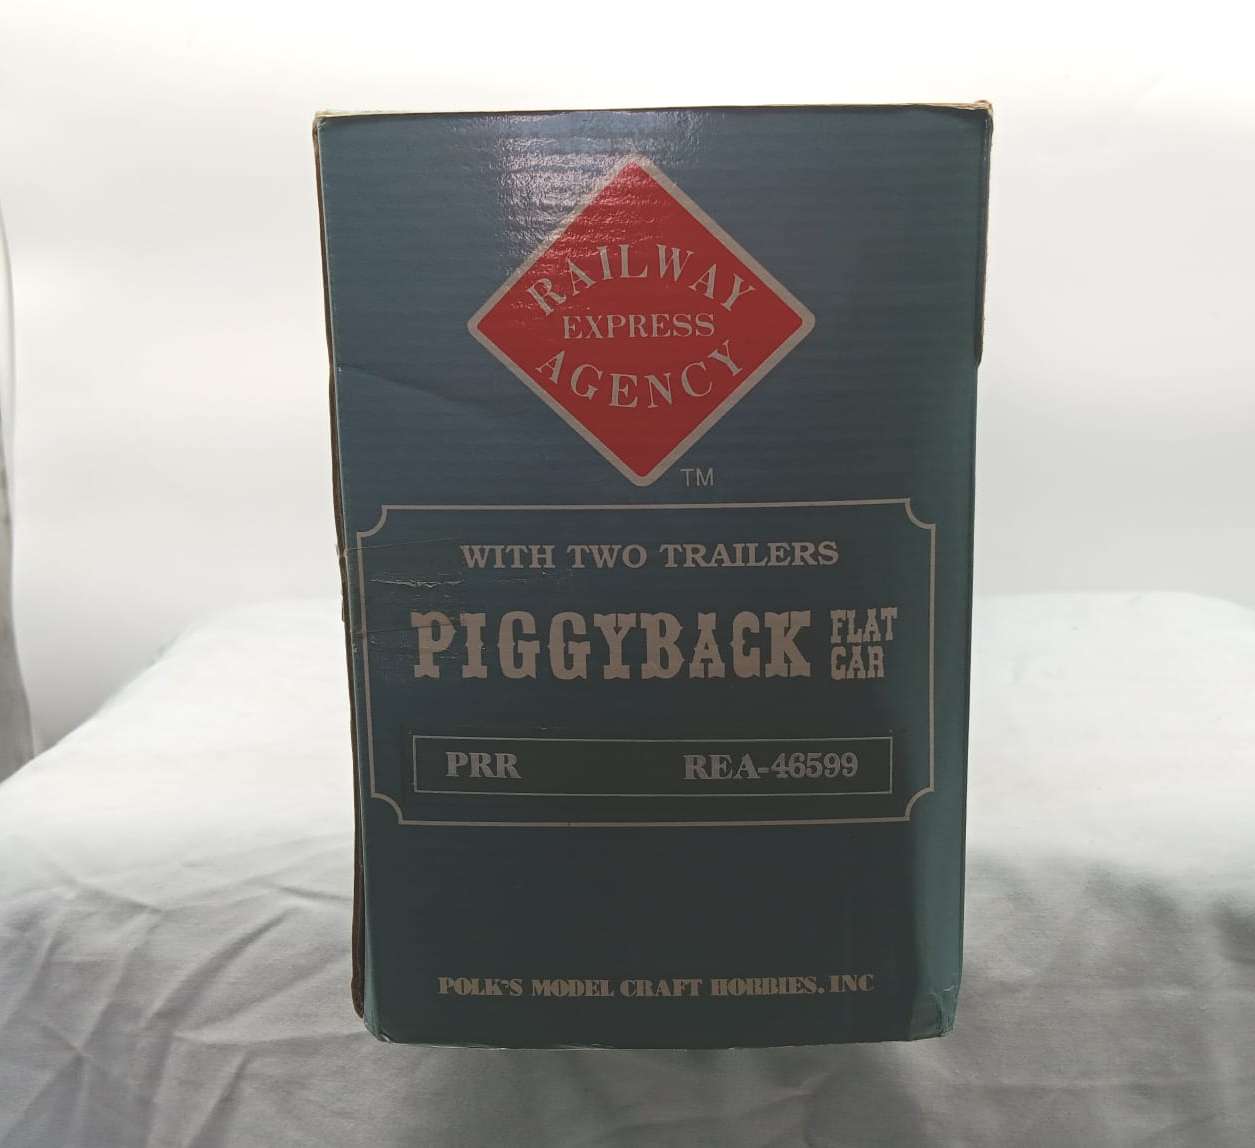 RAILWAY
EXPRESS
AGENCY
TM
WITH TWO TRAILERS
PIGGYBACK FLAT CAR
PRR REA-46599
POLK'S MODEL CRAFT HOBBIES, INC